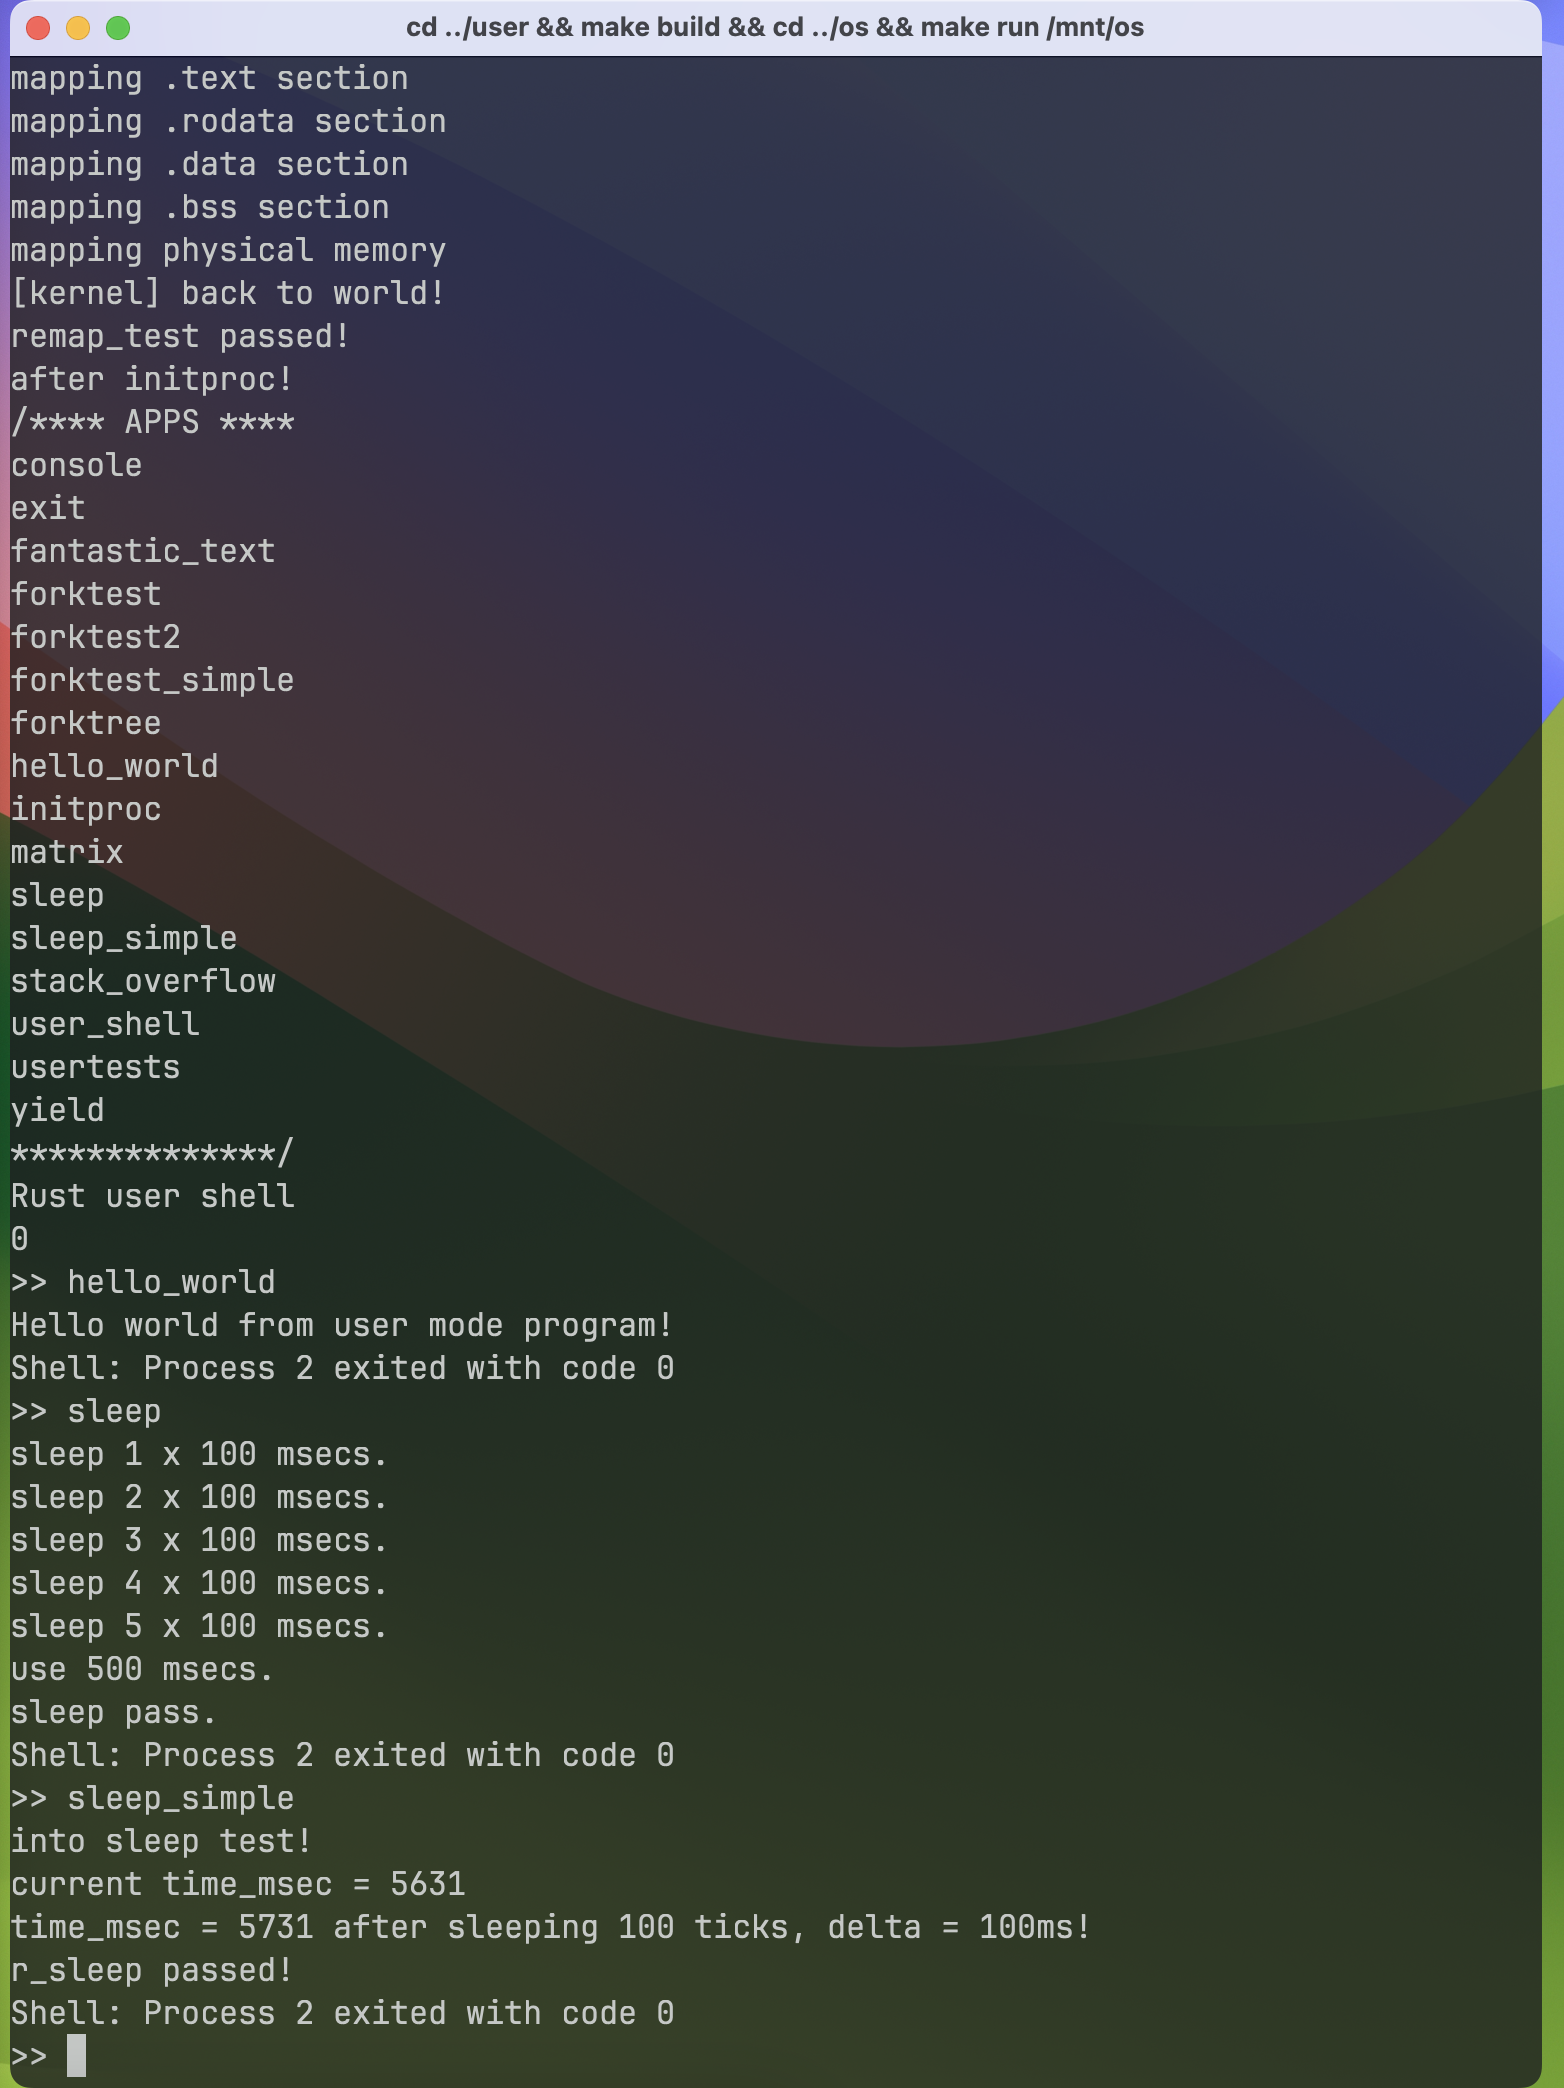 cd ../user && make build && cd ../os && make run /mnt/os
mapping .text section
mapping .rodata section
mapping .data section
mapping .bss section
mapping physical memory
[kernel] back to world!
remap_test passed!
after initproc!
/**** APPS ****
console
exit
fantastic_text
forktest
forktest2
forktest_simple
forktree
hello_world
initproc
matrix
sleep
sleep_simple
stack_overflow
user_shell
usertests
yield
**************/
Rust user shell
0
>> hello_world
Hello world from user mode program!
Shell: Process 2 exited with code 0
>> sleep
sleep 1 x 100 msecs.
sleep 2 x 100 msecs.
sleep 3 x 100 msecs.
sleep 4 x 100 msecs.
sleep 5 x 100 msecs.
use 500 msecs.
sleep pass.
Shell: Process 2 exited with code 0
>> sleep_simple
into sleep test!
current time_msec = 5631
time_msec = 5731 after sleeping 100 ticks, delta = 100ms!
r_sleep passed!
Shell: Process 2 exited with code 0
>>